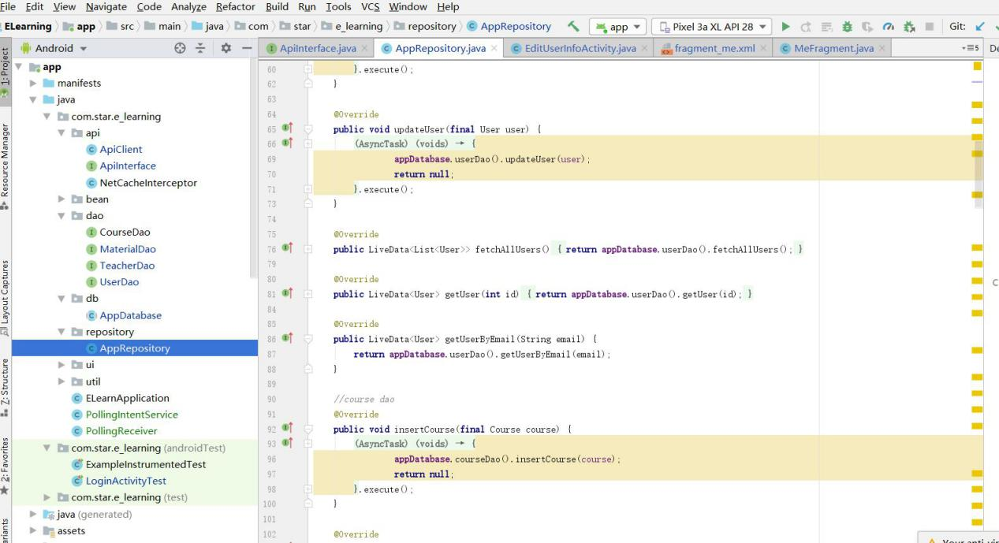 File Edit View Navigate Code Analyze Refactor Build Run Tools VCS Window Help
ELearning app src main java com star e_learning repository AppRepository app Pixel 3a XL API 28 Git:
Android
ApiInterface.java AppRepository.java EditUserInfoActivity.java fragment_me.xml MeFragment.java 5 De
1: Project
Resource Manager
Layout Captures
Z: Structure
2: Favorites
app
manifests
java
com.star.e_learning
api
ApiClient
ApiInterface
NetCacheInterceptor
bean
dao
CourseDao
MaterialDao
TeacherDao
UserDao
db
AppDatabase
repository
AppRepository
ui
util
ELearnApplication
PollingIntentService
PollingReceiver
com.star.e_learning (androidTest)
ExampleInstrumentedTest
LoginActivityTest
com.star.e_learning (test)
java (generated)
assets
60 }.execute();
62 }
63
64 @Override
65 public void updateUser(final User user) {
66 (AsyncTask) (voids) → {
69 appDatabase.userDao().updateUser(user);
70 return null;
71 }.execute();
73 }
74
75 @Override
76 public LiveData<List<User>> fetchAllUsers() { return appDatabase.userDao().fetchAllUsers(); }
79
80 @Override
81 public LiveData<User> getUser(int id) { return appDatabase.userDao().getUser(id); }
84
85 @Override
86 public LiveData<User> getUserByEmail(String email) {
87 return appDatabase.userDao().getUserByEmail(email);
88 }
89
90 //course dao
91 @Override
92 public void insertCourse(final Course course) {
93 (AsyncTask) (voids) → {
96 appDatabase.courseDao().insertCourse(course);
97 return null;
98 }.execute();
100 }
101
102 @Override